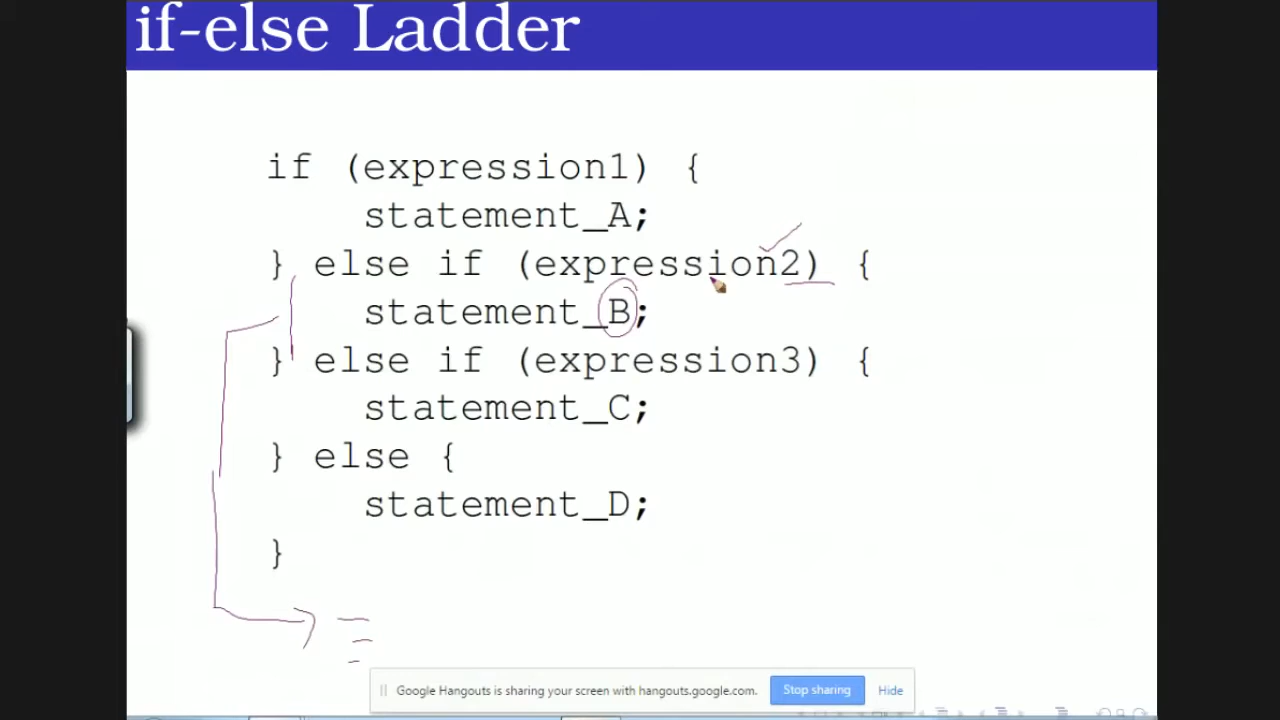 if-else Ladder
if (expression1) {
statement_A;
} else if (expression2) {
statement_B;
} else if (expression3) {
statement_C;
} else {
statement_D;
}
Google Hangouts is sharing your screen with hangouts.google.com. Stop sharing Hide